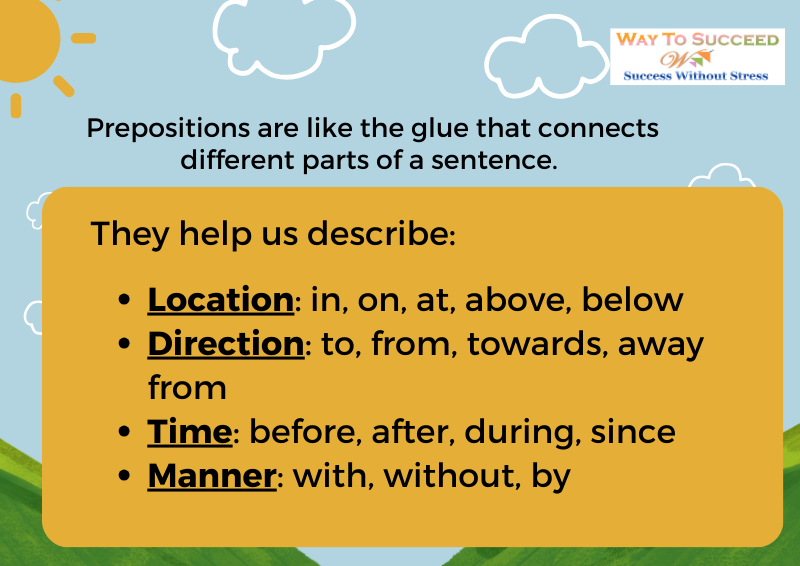 WAY TO SUCCEED
W
Success Without Stress
Prepositions are like the glue that connects
different parts of a sentence.
They help us describe:
• Location: in, on, at, above, below
• Direction: to, from, towards, away
from
• Time: before, after, during, since
• Manner: with, without, by